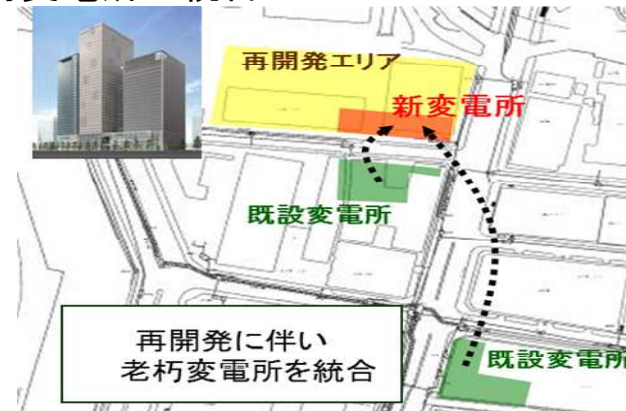 再開発エリア
新変電所
既設変電所
再開発に伴い
老朽変電所を統合
既設変電所